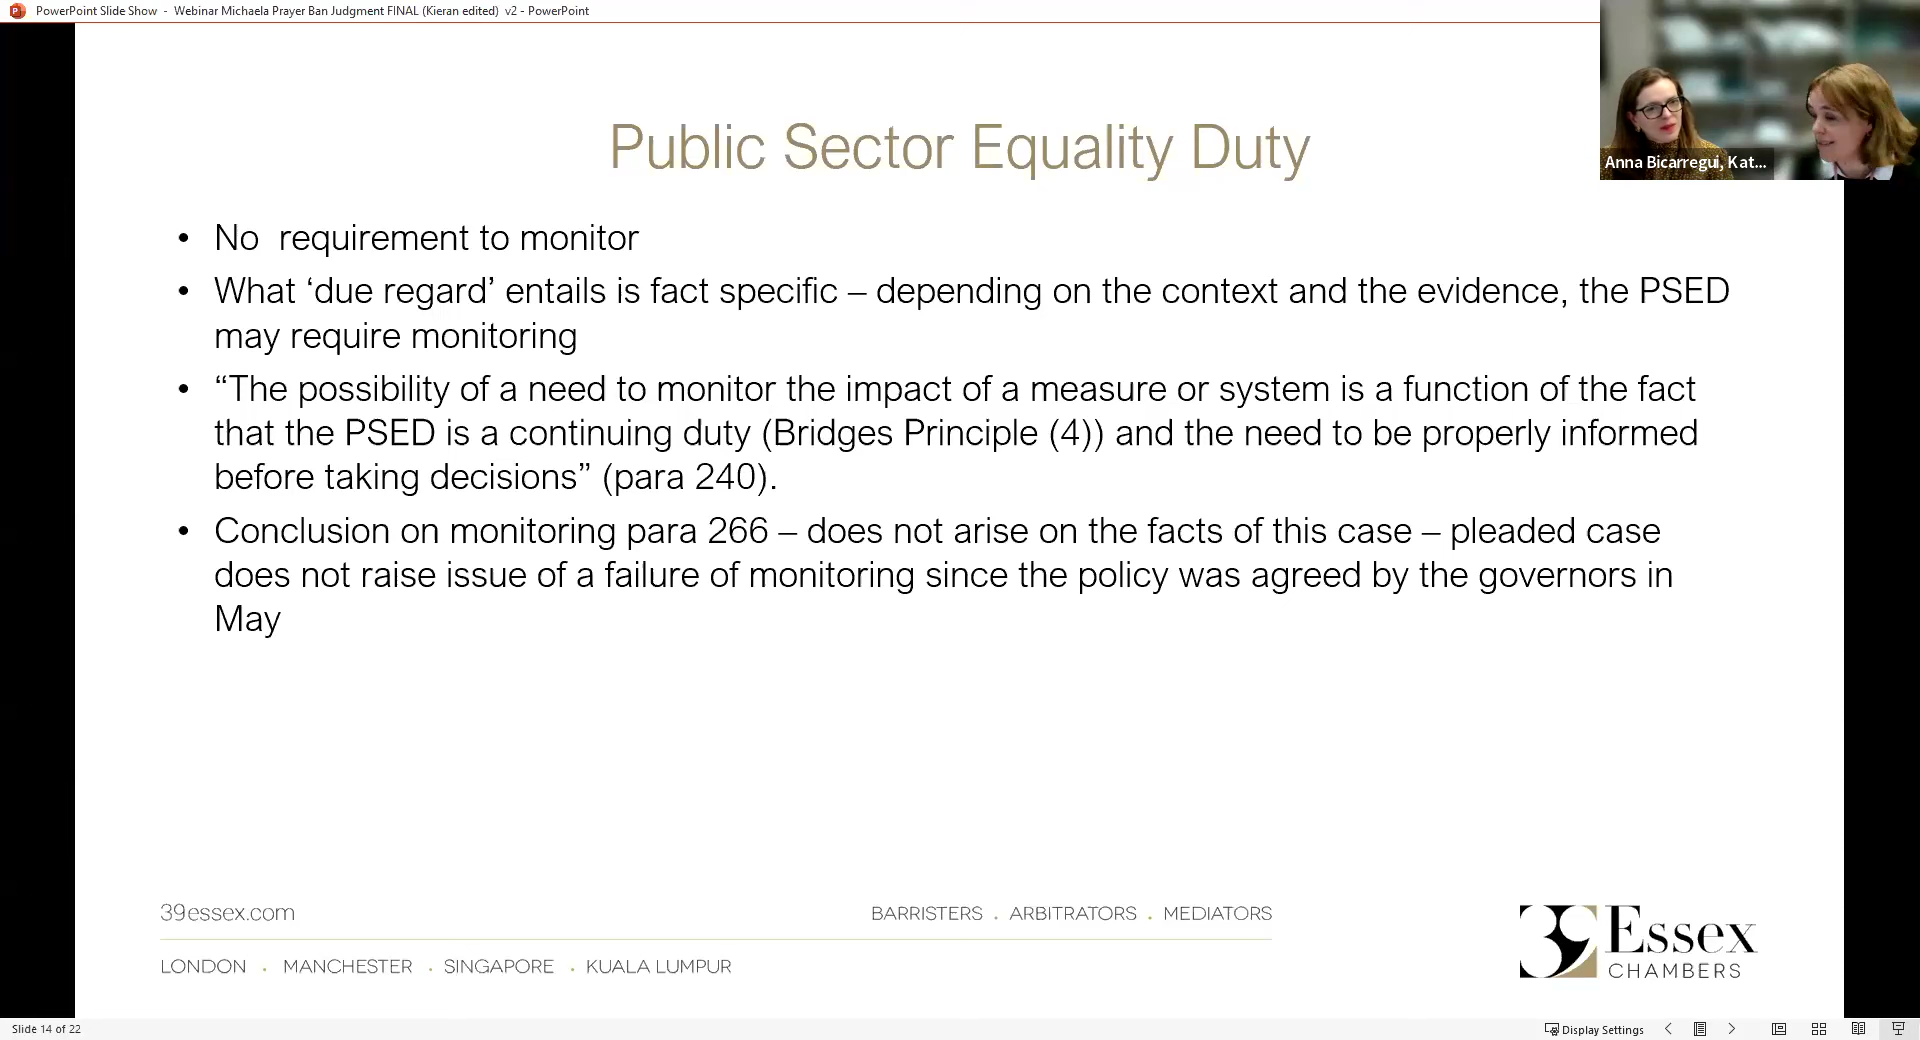 PowerPoint Slide Show - Webinar Michaela Prayer Ban Judgment FINAL (Kieran edited) v2 - PowerPoint
Anna Bicarregui, Kat...
Public Sector Equality Duty
• No requirement to monitor
• What ‘due regard’ entails is fact specific – depending on the context and the evidence, the PSED
may require monitoring
• “The possibility of a need to monitor the impact of a measure or system is a function of the fact
that the PSED is a continuing duty (Bridges Principle (4)) and the need to be properly informed
before taking decisions” (para 240).
• Conclusion on monitoring para 266 – does not arise on the facts of this case – pleaded case
does not raise issue of a failure of monitoring since the policy was agreed by the governors in
May
39essex.com
BARRISTERS . ARBITRATORS . MEDIATORS
LONDON . MANCHESTER . SINGAPORE . KUALA LUMPUR
39 Essex
CHAMBERS
Slide 14 of 22
Display Settings